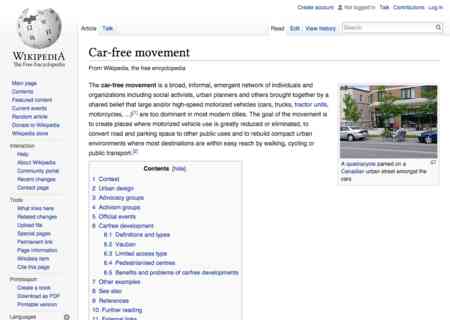 Create account Not logged in Talk Contributions Log in
WIKIPEDIA
The Free Encyclopedia
Article Talk
Read Edit View history
Search
Main page
Contents
Featured content
Current events
Random article
Donate to Wikipedia
Wikipedia store
Interaction
Help
About Wikipedia
Community portal
Recent changes
Contact page
Tools
What links here
Related changes
Upload file
Special pages
Permanent link
Page information
Wikidata item
Cite this page
Print/export
Create a book
Download as PDF
Printable version
Languages
Car-free movement
From Wikipedia, the free encyclopedia
The car-free movement is a broad, informal, emergent network of individuals and
organizations including social activists, urban planners and others brought together by a
shared belief that large and/or high-speed motorized vehicles (cars, trucks, tractor units,
motorcycles, ...)[1] are too dominant in most modern cities. The goal of the movement is
to create places where motorized vehicle use is greatly reduced or eliminated, to
convert road and parking space to other public uses and to rebuild compact urban
environments where most destinations are within easy reach by walking, cycling or
public transport.[2]
A quadracycle parked on a
Canadian urban street amongst the
cars
Contents [hide]
1 Context
2 Urban design
3 Advocacy groups
4 Activism groups
5 Official events
6 Carfree development
6.1 Definitions and types
6.2 Vauban
6.3 Limited access type
6.4 Pedestrianised centres
6.5 Benefits and problems of carfree developments
7 Other examples
8 See also
9 References
10 Further reading
11 External links